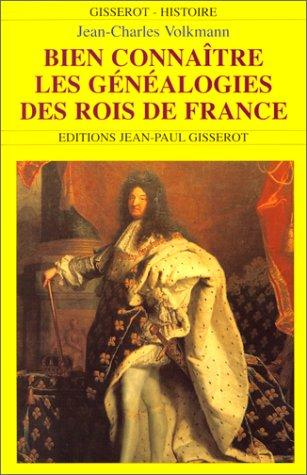 GISSEROT - HISTOIRE
Jean-Charles Volkmann
BIEN CONNAÎTRE
LES GÉNÉALOGIES
DES ROIS DE FRANCE
EDITIONS JEAN-PAUL GISSEROT